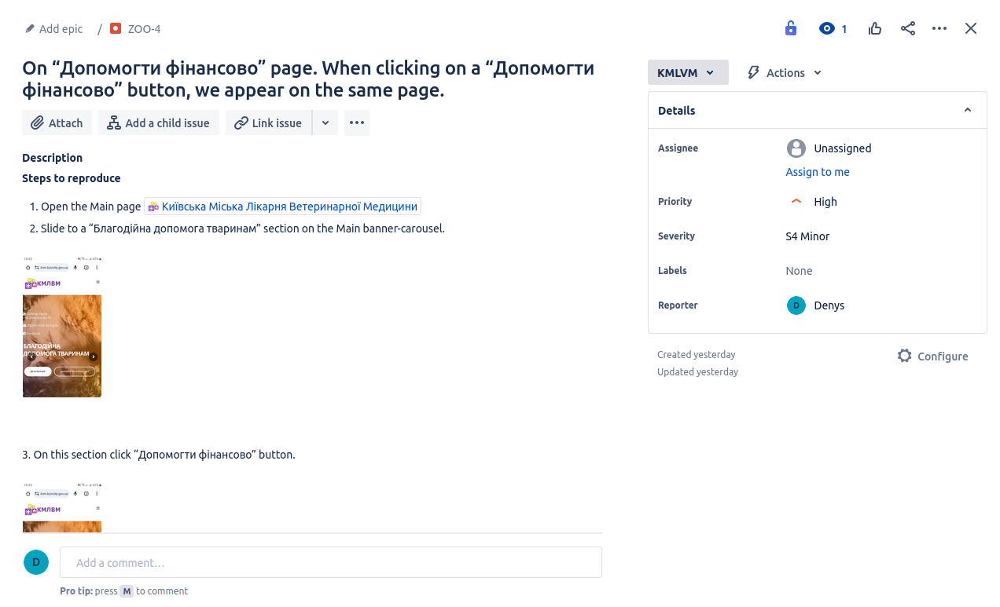 Add epic / ZOO-4
1
On “Допомогти фінансово” page. When clicking on a “Допомогти
фінансово” button, we appear on the same page.
Attach
Add a child issue
Link issue
Description
Steps to reproduce
1. Open the Main page Київська Міська Лікарня Ветеринарної Медицини
2. Slide to a “Благодійна допомога тваринам” section on the Main banner-carousel.
КМЛВМ
БЛАГОДІЙНА
ДОПОМОГА ТВАРИНАМ
3. On this section click “Допомогти фінансово” button.
КМЛВМ
D
Add a comment…
Pro tip: press M to comment
KMLVM
Actions
Details
Assignee
Unassigned
Assign to me
Priority
High
Severity
S4 Minor
Labels
None
Reporter
D
Denys
Created yesterday
Updated yesterday
Configure